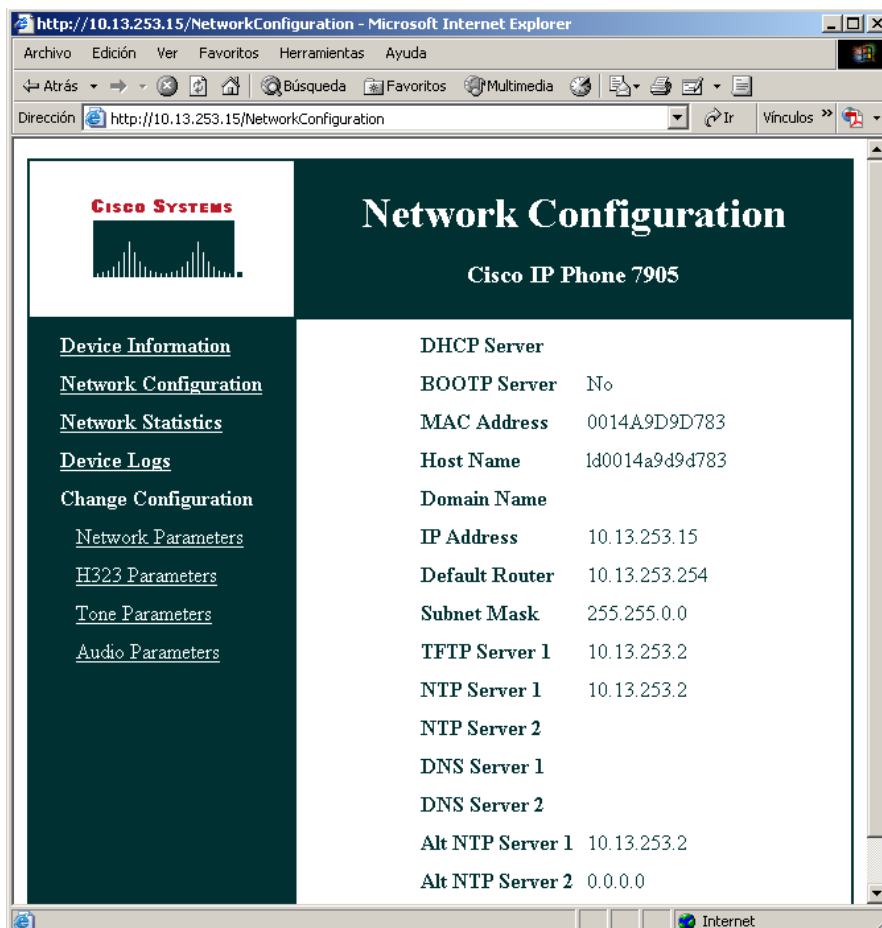 http://10.13.253.15/NetworkConfiguration - Microsoft Internet Explorer
Archivo Edición Ver Favoritos Herramientas Ayuda
Atrás Búsqueda Favoritos Multimedia
Dirección http://10.13.253.15/NetworkConfiguration Ir Vínculos »
CISCO SYSTEMS
Network Configuration
Cisco IP Phone 7905
Device Information
Network Configuration
Network Statistics
Device Logs
Change Configuration
Network Parameters
H323 Parameters
Tone Parameters
Audio Parameters
DHCP Server
BOOTP Server No
MAC Address 0014A9D9D783
Host Name ld0014a9d9d783
Domain Name
IP Address 10.13.253.15
Default Router 10.13.253.254
Subnet Mask 255.255.0.0
TFTP Server 1 10.13.253.2
NTP Server 1 10.13.253.2
NTP Server 2
DNS Server 1
DNS Server 2
Alt NTP Server 1 10.13.253.2
Alt NTP Server 2 0.0.0.0
Internet